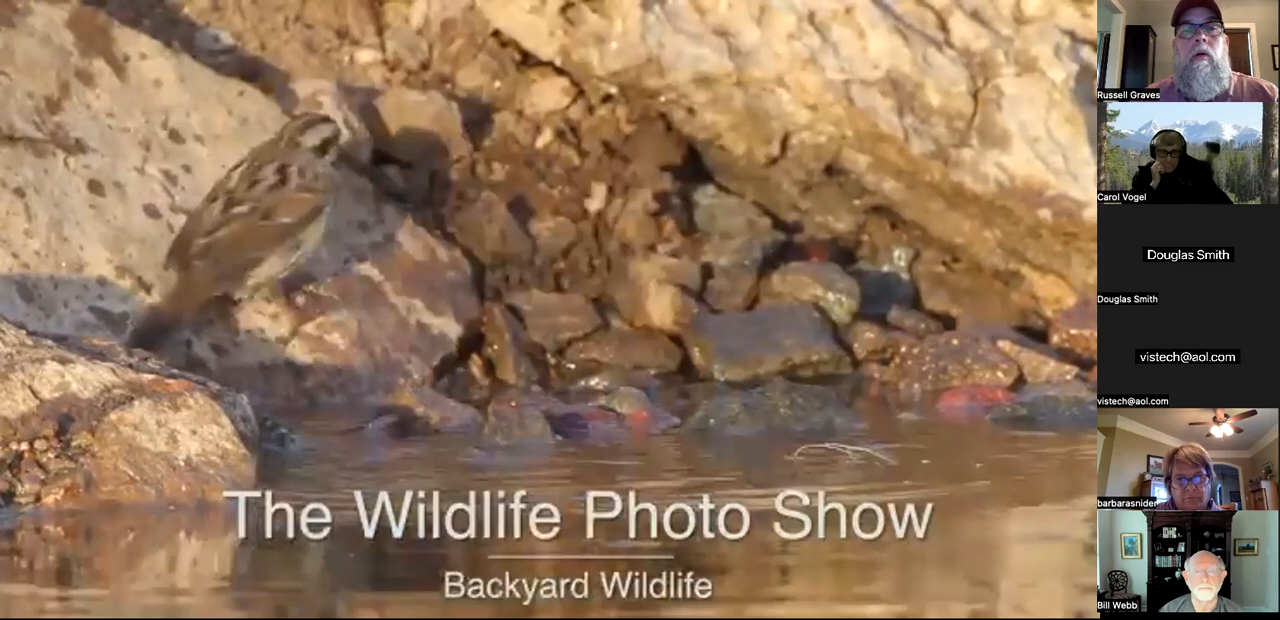 The Wildlife Photo Show
Backyard Wildlife
Russell Graves
Carol Vogel
Douglas Smith
Douglas Smith
vistech@aol.com
vistech@aol.com
barbarasnider
Bill Webb